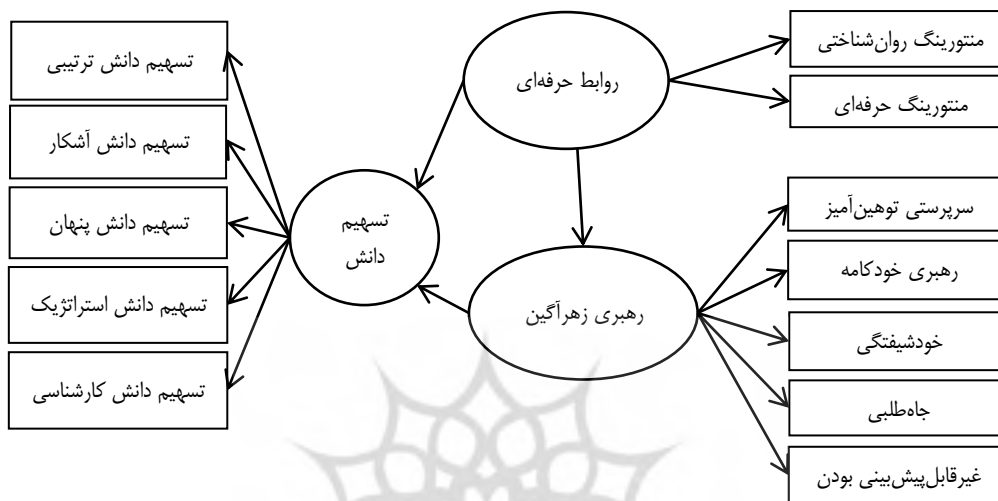 منتورینگ روان‌شناختی
منتورینگ حرفه‌ای
روابط حرفه‌ای
سرپرستی توهین‌آمیز
رهبری خودکامه
خودشیفتگی
جاه‌طلبی
غیرقابل‌پیش‌بینی بودن
رهبری زهرآگین
تسهیم
دانش
تسهیم دانش ترتیبی
تسهیم دانش آشکار
تسهیم دانش پنهان
تسهیم دانش استراتژیک
تسهیم دانش کارشناسی